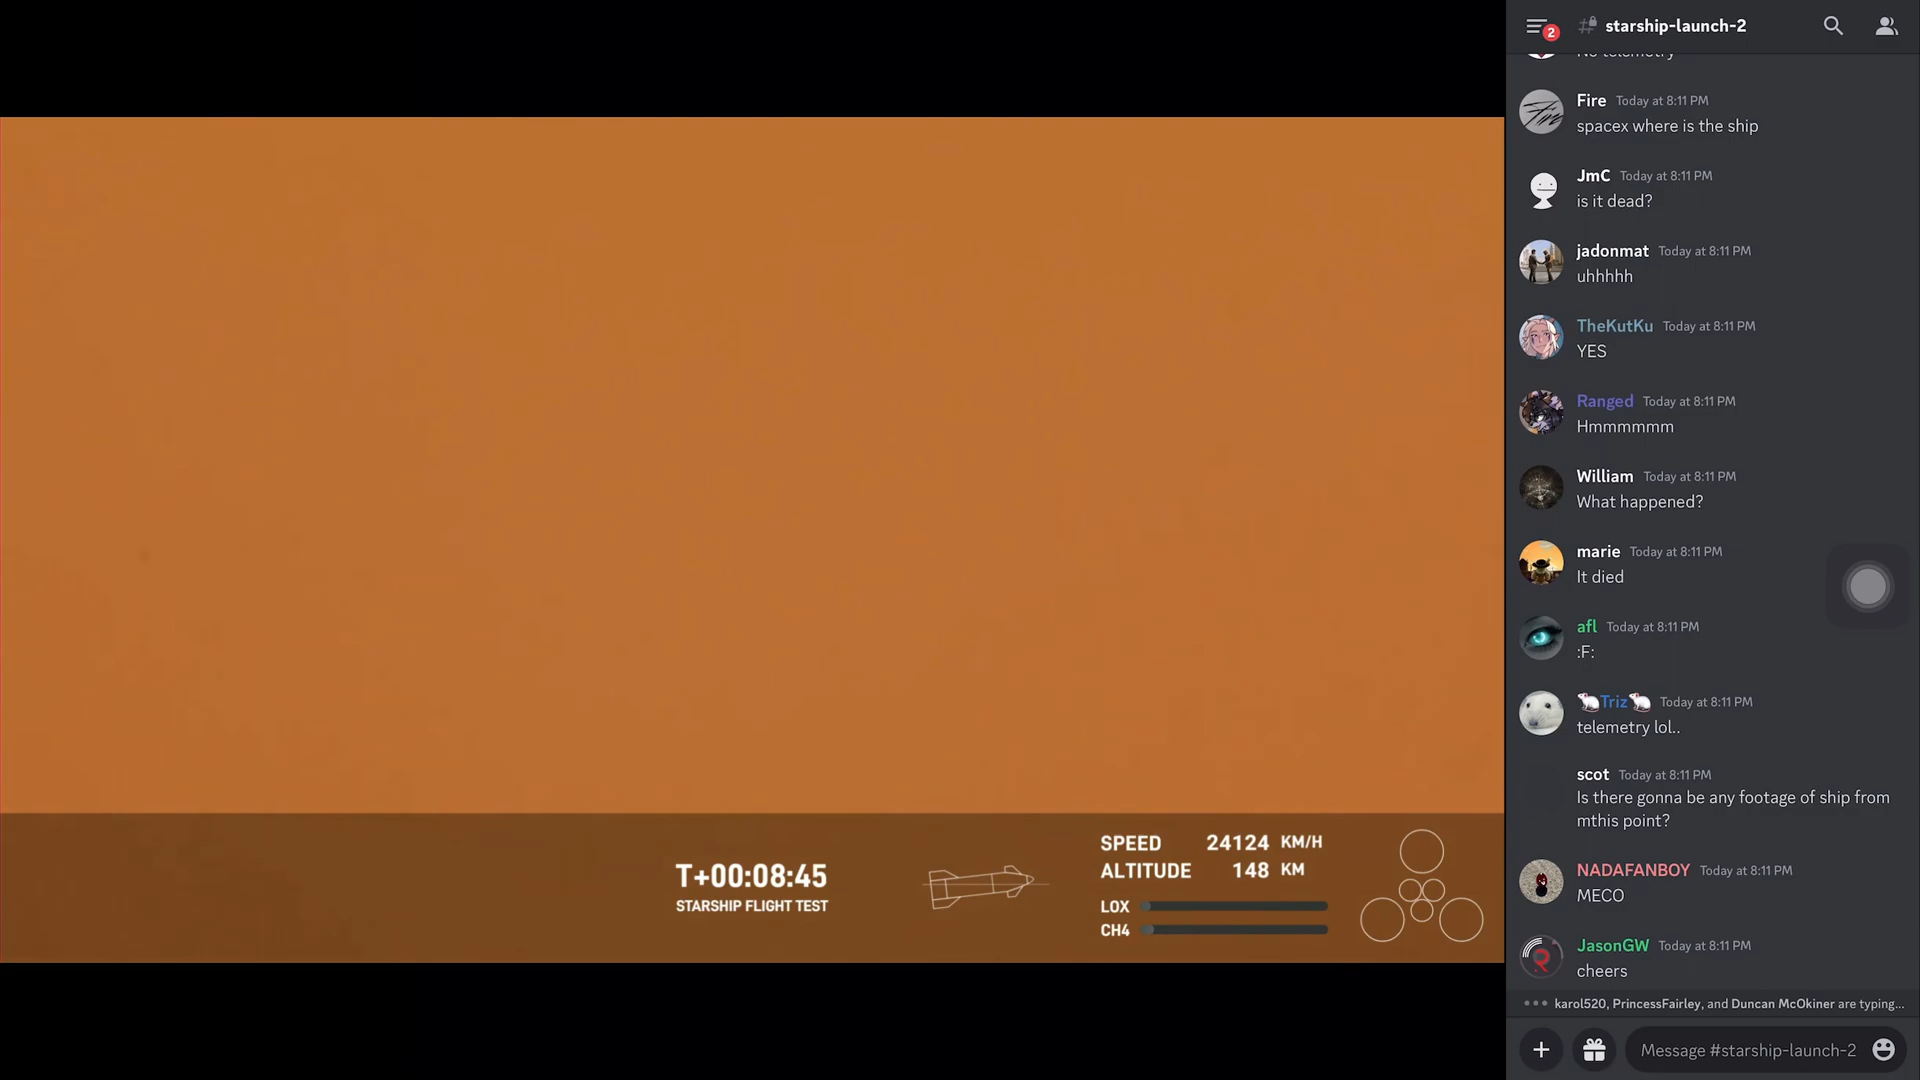 T+00:08:45
STARSHIP FLIGHT TEST
SPEED 24124 KM/H
ALTITUDE 148 KM
LOX
CH4
2
starship-launch-2
No telemetry
Fire Today at 8:11 PM
spacex where is the ship
JmC Today at 8:11 PM
is it dead?
jadonmat Today at 8:11 PM
uhhhhh
TheKutKu Today at 8:11 PM
YES
Ranged Today at 8:11 PM
Hmmmmmm
William Today at 8:11 PM
What happened?
marie Today at 8:11 PM
It died
afl Today at 8:11 PM
:F:
🐁Triz🐁 Today at 8:11 PM
telemetry lol..
scot Today at 8:11 PM
Is there gonna be any footage of ship from
mthis point?
NADAFANBOY Today at 8:11 PM
MECO
JasonGW Today at 8:11 PM
cheers
karol520, PrincessFairley, and Duncan McOkiner are typing...
Message #starship-launch-2